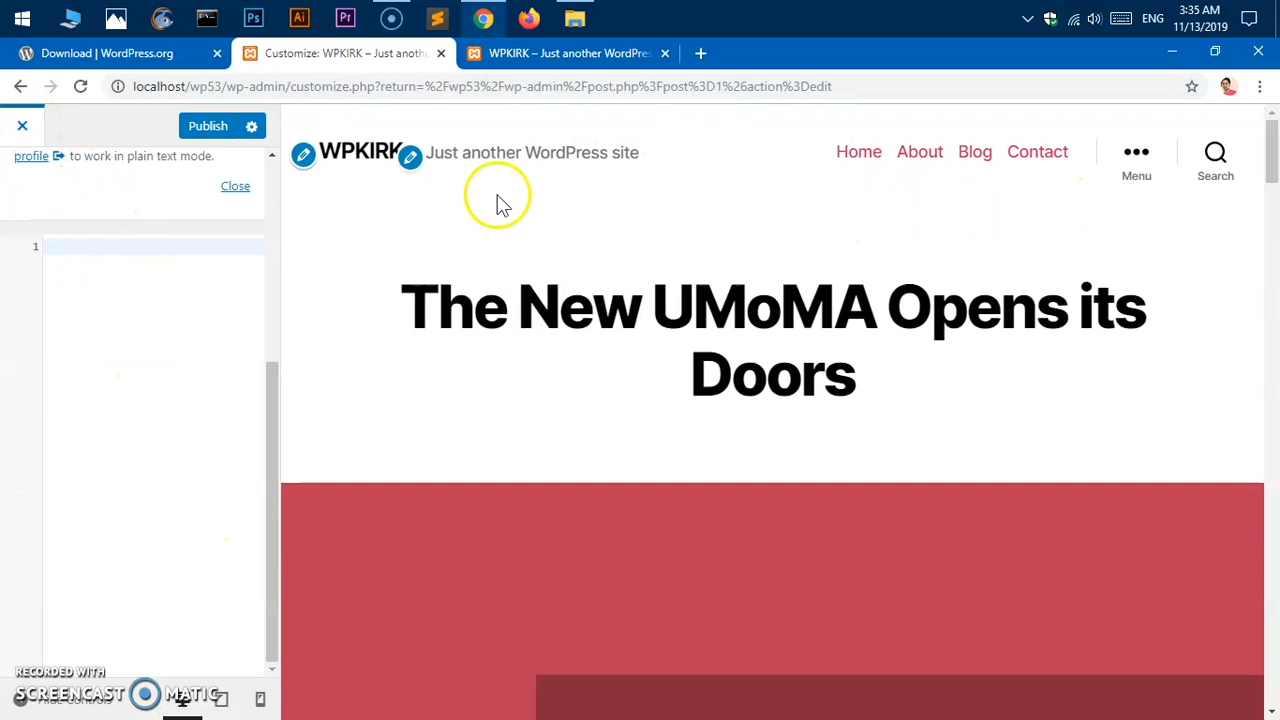 3:35 AM
ENG
11/13/2019
Download | WordPress.org
Customize: WPKIRK – Just anoth
WPKIRK – Just another WordPres
localhost/wp53/wp-admin/customize.php?return=%2Fwp53%2Fwp-admin%2Fpost.php%3Fpost%3D1%26action%3Dedit
Publish
profile to work in plain text mode.
Close
1
WPKIRK
Just another WordPress site
Home
About
Blog
Contact
Menu
Search
The New UMoMA Opens its
Doors
RECORDED WITH
SCREENCAST MATIC
Hide Controls